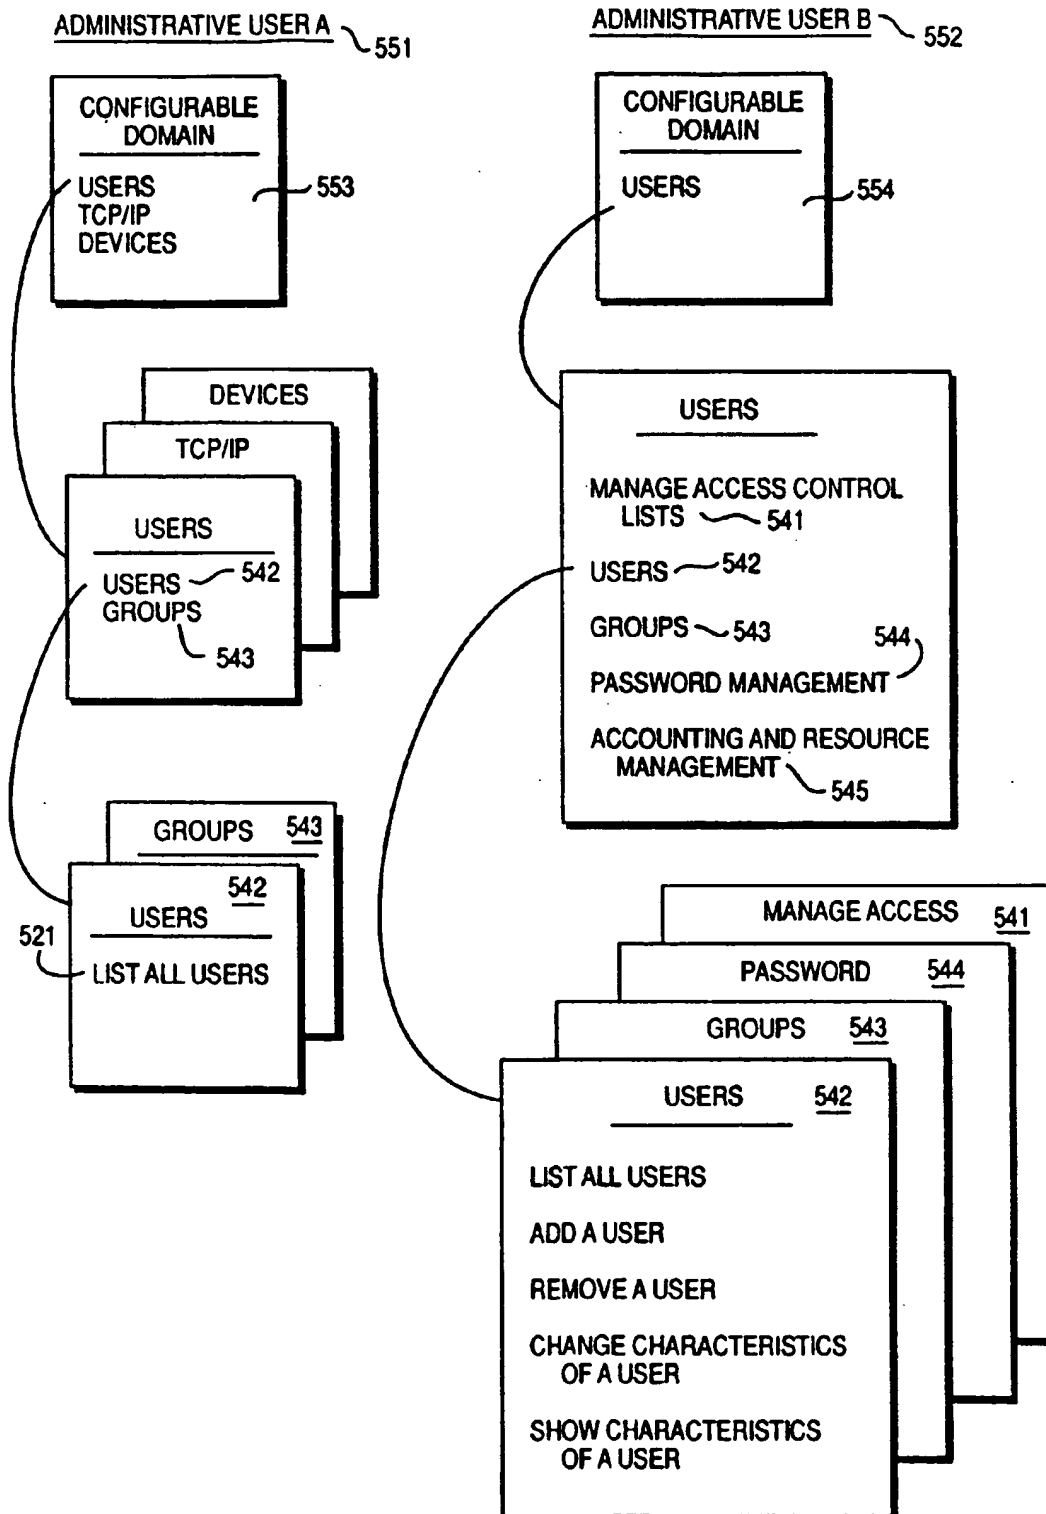 ADMINISTRATIVE USER A
551
CONFIGURABLE
DOMAIN
USERS
TCP/IP
DEVICES
553
DEVICES
TCP/IP
USERS
USERS
542
GROUPS
543
GROUPS
543
542
USERS
521
LIST ALL USERS
ADMINISTRATIVE USER B
552
CONFIGURABLE
DOMAIN
USERS
554
USERS
MANAGE ACCESS CONTROL
LISTS
541
USERS
542
GROUPS
543
544
PASSWORD MANAGEMENT
ACCOUNTING AND RESOURCE
MANAGEMENT
545
MANAGE ACCESS
541
PASSWORD
544
GROUPS
543
USERS
542
LIST ALL USERS
ADD A USER
REMOVE A USER
CHANGE CHARACTERISTICS
OF A USER
SHOW CHARACTERISTICS
OF A USER